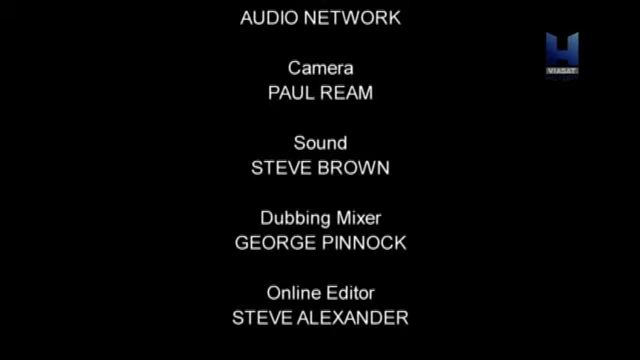 AUDIO NETWORK
Camera
PAUL REAM
Sound
STEVE BROWN
Dubbing Mixer
GEORGE PINNOCK
Online Editor
STEVE ALEXANDER
H
VIASAT